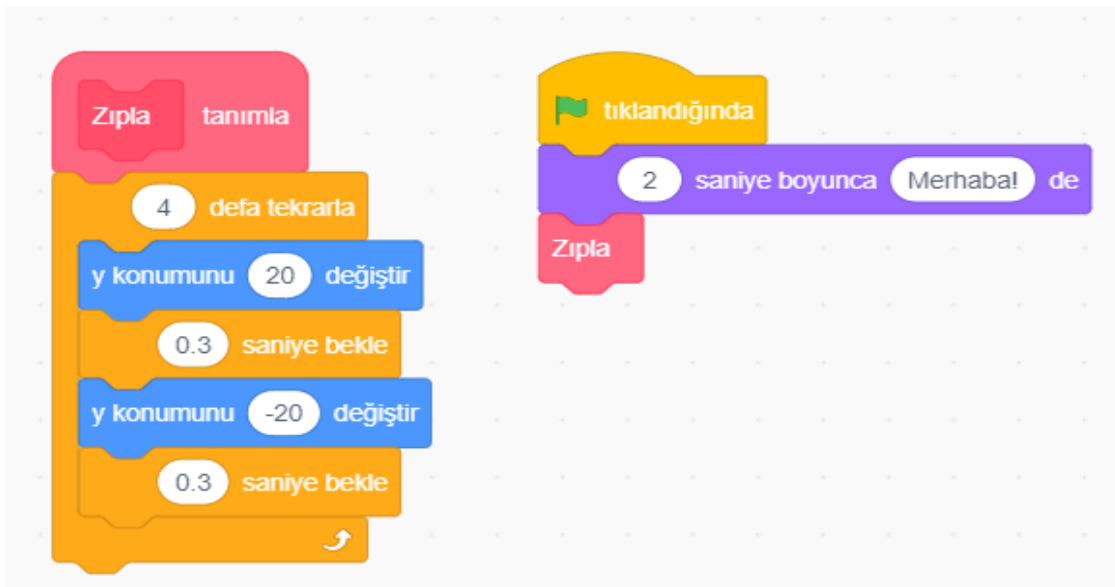 Zıpla tanımla
4 defa tekrarla
y konumunu 20 değiştir
0.3 saniye bekle
y konumunu -20 değiştir
0.3 saniye bekle
tıklandığında
2 saniye boyunca Merhaba! de
Zıpla